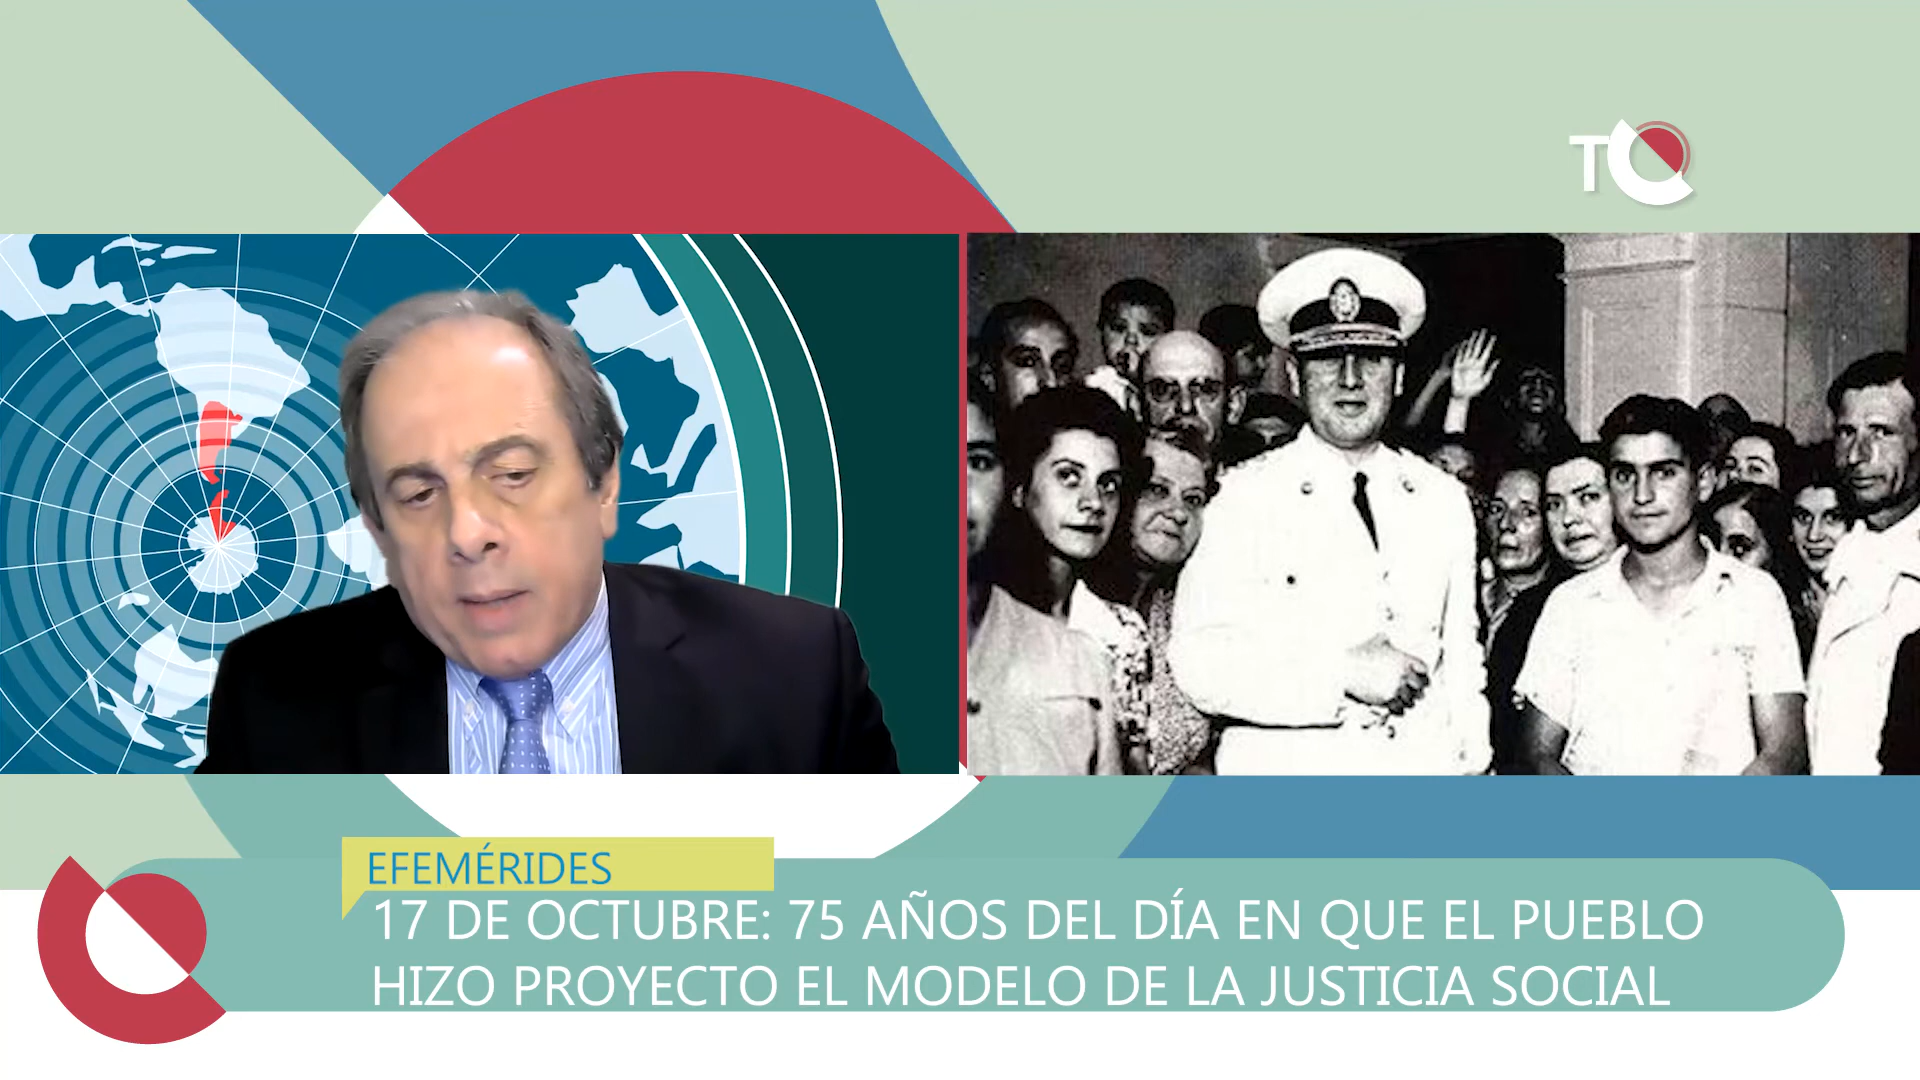 TQ
EFEMÉRIDES
17 DE OCTUBRE: 75 AÑOS DEL DÍA EN QUE EL PUEBLO
HIZO PROYECTO EL MODELO DE LA JUSTICIA SOCIAL